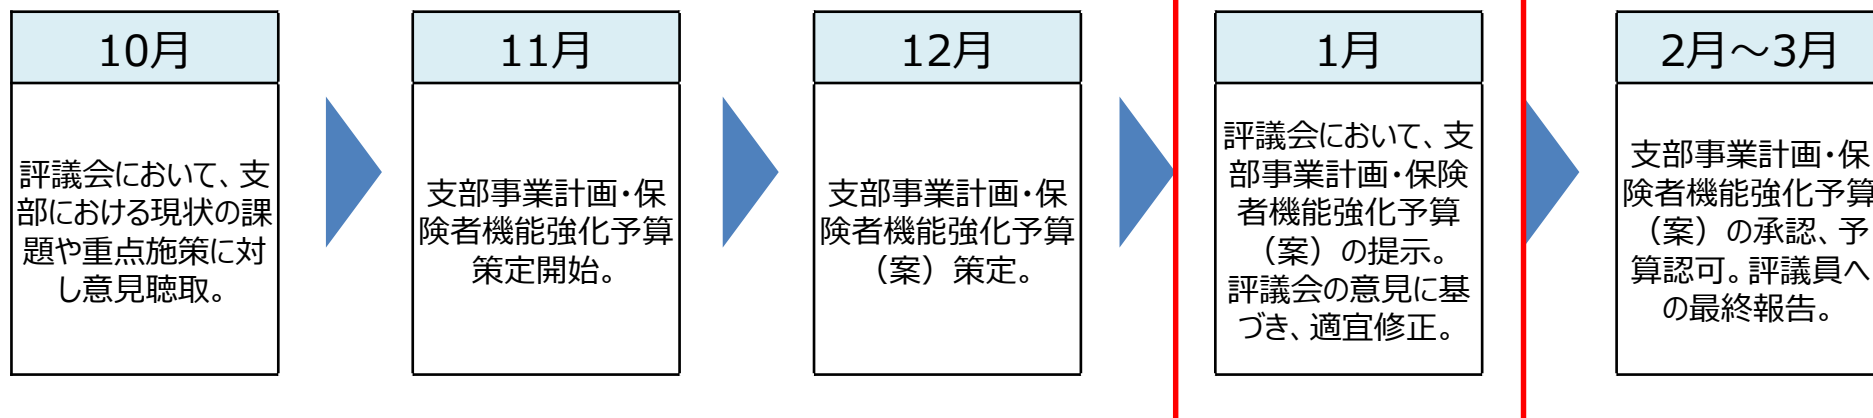 10月
評議会において、支
部における現状の課
題や重点施策に対
し意見聴取。
11月
支部事業計画・保
険者機能強化予算
策定開始。
12月
支部事業計画・保
険者機能強化予算
（案）策定。
1月
評議会において、支
部事業計画・保険
者機能強化予算
（案）の提示。
評議会の意見に基
づき、適宜修正。
2月～3月
支部事業計画・保
険者機能強化予算
（案）の承認、予
算認可。評議員へ
の最終報告。